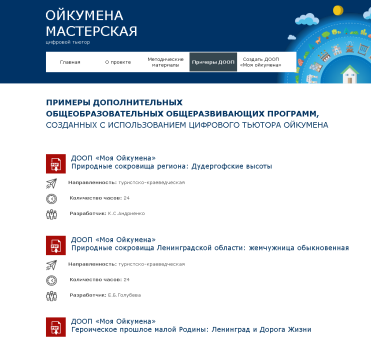 ОЙКУМЕНА
МАСТЕРСКАЯ
цифровой тьютор
Главная
О проекте
Методические
материалы
Примеры ДООП
Создать ДООП
«Моя ойкумена»
ПРИМЕРЫ ДОПОЛНИТЕЛЬНЫХ
ОБЩЕОБРАЗОВАТЕЛЬНЫХ ОБЩЕРАЗВИВАЮЩИХ ПРОГРАММ,
СОЗДАННЫХ С ИСПОЛЬЗОВАНИЕМ ЦИФРОВОГО ТЬЮТОРА ОЙКУМЕНА
ДООП «Моя Ойкумена»
Природные сокровища региона: Дудергофские высоты
Направленность: туристско-краеведческая
Количество часов: 24
Разработчик: К.С.Андриенко
ДООП «Моя Ойкумена»
Природные сокровища Ленинградской области: жемчужница обыкновенная
Направленность: туристско-краеведческая
Количество часов: 24
Разработчик: Е.Б.Голубева
ДООП «Моя Ойкумена»
Героическое прошлое малой Родины: Ленинград и Дорога Жизни